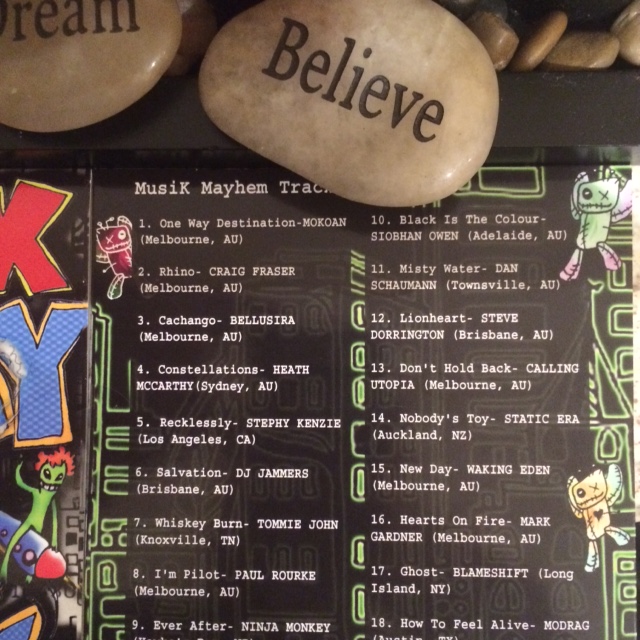 Dream
Believe
MusiK Mayhem
1. One Way Destination-MOKOAN
(Melbourne, AU)
2. Rhino- CRAIG FRASER
(Melbourne, AU)
3. Cachango- BELLUSIRA
(Melbourne, AU)
4. Constellations- HEATH
MCCARTHY(Sydney, AU)
5. Recklessly- STEPHY KENZIE
(Los Angeles, CA)
6. Salvation- DJ JAMMERS
(Brisbane, AU)
7. Whiskey Burn- TOMMIE JOHN
(Knoxville, TN)
8. I'm Pilot- PAUL ROURKE
(Melbourne, AU)
9. Ever After- NINJA MONKEY
10. Black Is The Colour-
SIOBHAN OWEN (Adelaide, AU)
11. Misty Water- DAN
SCHAUMANN (Townsville, AU)
12. Lionheart- STEVE
DORRINGTON (Brisbane, AU)
13. Don't Hold Back- CALLING
UTOPIA (Melbourne, AU)
14. Nobody's Toy- STATIC ERA
(Auckland, NZ)
15. New Day- WAKING EDEN
(Melbourne, AU)
16. Hearts On Fire- MARK
GARDNER (Melbourne, AU)
17. Ghost- BLAMESHIFT (Long
Island, NY)
18. How To Feel Alive- MODRAG
(Austin, TX)